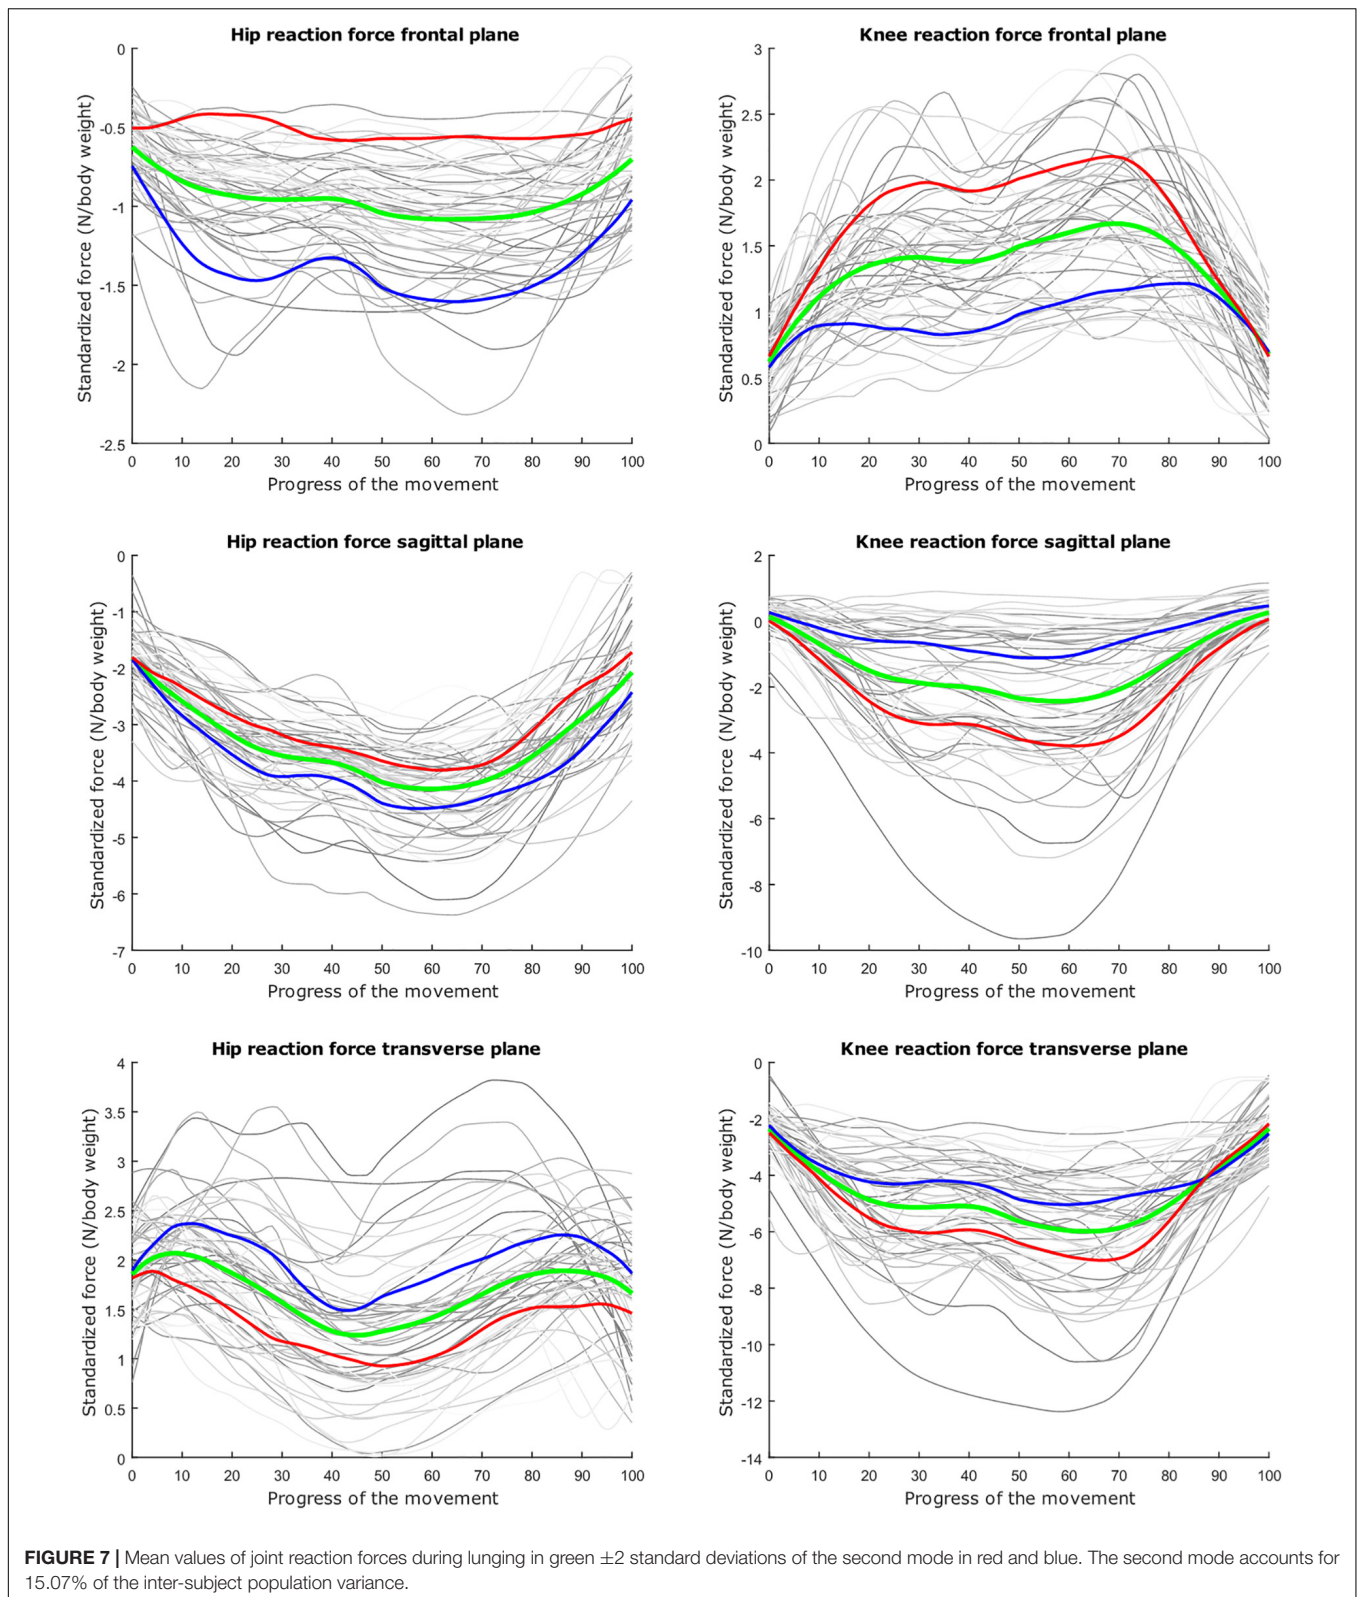 Hip reaction force frontal plane
0
-0.5
-1
-1.5
-2
-2.5
Standardized force (N/body weight)
0 10 20 30 40 50 60 70 80 90 100
Progress of the movement
Knee reaction force frontal plane
3
2.5
2
1.5
1
0.5
0
Standardized force (N/body weight)
0 10 20 30 40 50 60 70 80 90 100
Progress of the movement
Hip reaction force sagittal plane
0
-1
-2
-3
-4
-5
-6
-7
Standardized force (N/body weight)
0 10 20 30 40 50 60 70 80 90 100
Progress of the movement
Knee reaction force sagittal plane
2
0
-2
-4
-6
-8
-10
Standardized force (N/body weight)
0 10 20 30 40 50 60 70 80 90 100
Progress of the movement
Hip reaction force transverse plane
4
3.5
3
2.5
2
1.5
1
0.5
0
Standardized force (N/body weight)
0 10 20 30 40 50 60 70 80 90 100
Progress of the movement
Knee reaction force transverse plane
0
-2
-4
-6
-8
-10
-12
-14
Standardized force (N/body weight)
0 10 20 30 40 50 60 70 80 90 100
Progress of the movement
FIGURE 7 | Mean values of joint reaction forces during lunging in green ±2 standard deviations of the second mode in red and blue. The second mode accounts for
15.07% of the inter-subject population variance.